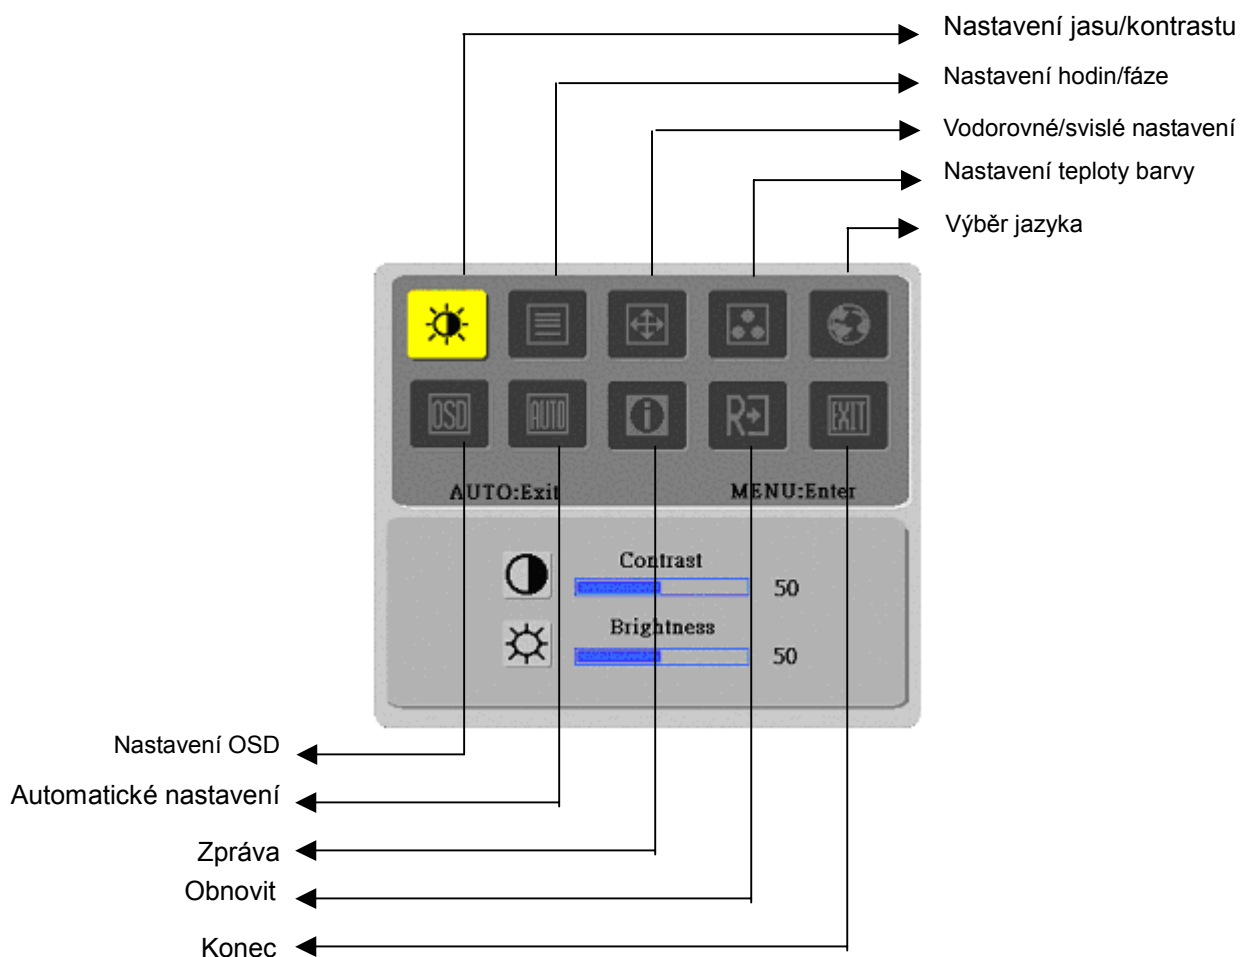 Nastavení jasu/kontrastu
Nastavení hodin/fáze
Vodorovné/svislé nastavení
Nastavení teploty barvy
Výběr jazyka
OSD AUTO i R EXIT
AUTO:Exit MENU:Enter
Contrast
50
Brightness
50
Nastavení OSD
Automatické nastavení
Zpráva
Obnovit
Konec